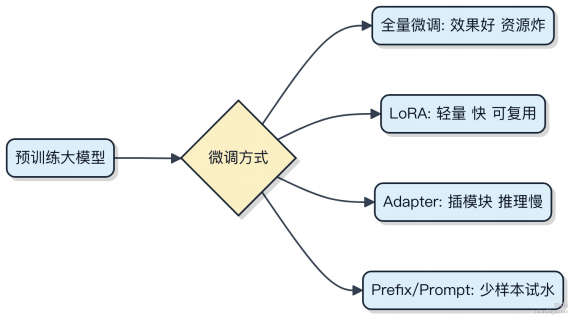 全量微调: 效果好 资源炸
LoRA: 轻量 快 可复用
预训练大模型
微调方式
Adapter: 插模块 推理慢
Prefix/Prompt: 少样本试水